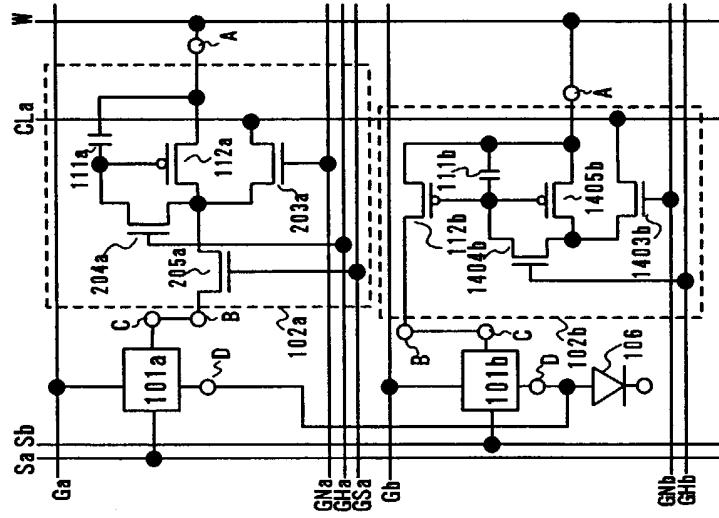 W
A
CLa
111a
112a
203a
204a
205a
102a
C
B
101a
D
Sb
Sa
Ga
GNa
GHa
GSa
A
111b
1405b
112b
1404b
1403b
B
C
102b
101b
D
106
Gb
GNb
GHb